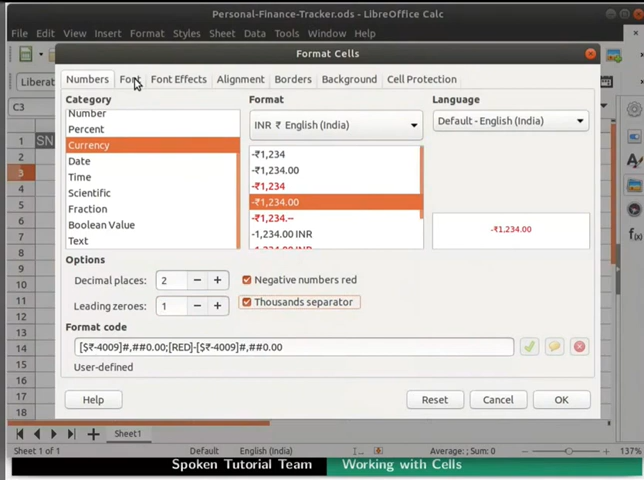 Personal-Finance-Tracker.ods - LibreOffice Calc
File Edit View Insert Format Styles Sheet Data Tools Window Help
Format Cells
Numbers Font Font Effects Alignment Borders Background Cell Protection
Liberat
C3
Category Format Language
Number
Percent
Currency
Date
Time
Scientific
Fraction
Boolean Value
Text
INR ₹ English (India)
-₹1,234
-₹1,234.00
-₹1,234
-₹1,234.00
-₹1,234.--
-1,234.00 INR
-1,234.00 INR
Default - English (India)
-₹1,234.00
SN
1
2
3
4
5
6
7
8
9
10
11
12
13
14
15
16
17
18
Options
Decimal places: 2 - + Negative numbers red
Leading zeroes: 1 - + Thousands separator
Format code
[$₹-4009]#,##0.00;[RED]-[$₹-4009]#,##0.00
User-defined
Help Reset Cancel OK
Sheet1
Sheet 1 of 1 Default English (India) Average: ; Sum: 0 137%
Spoken Tutorial Team Working with Cells